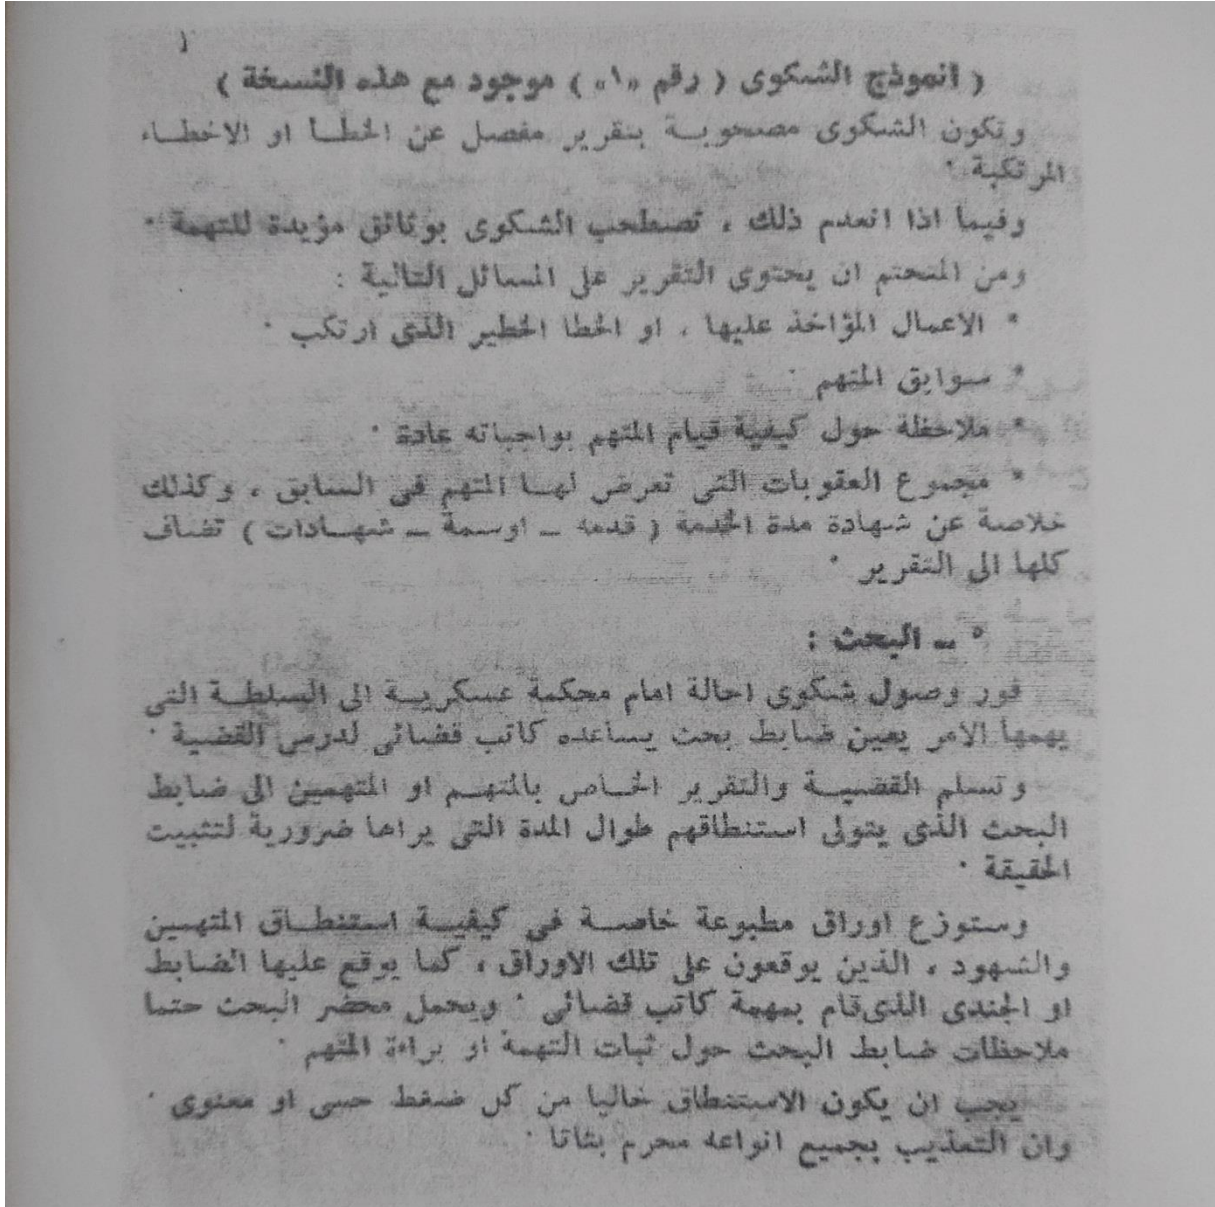 ( انموذج الشكوى ( رقم «١» ) موجود مع هذه النسخة )
وتكون الشكوى مصحوبة بتقرير مفصل عن الخطأ او الاخطاء
المرتكبة ٠
وفيما اذا انعدم ذلك ، تصطحب الشكوى بوثائق مؤيدة للتهمة ٠
ومن المتحتم ان يحتوى التقرير على المسائل التالية :
* الاعمال المؤاخذ عليها ، او الخطا الخطير الذى ارتكب ٠
* سوابق المتهم ٠
* ملاحظة حول كيفية قيام المتهم بواجباته عادة ٠
* مجموع العقوبات التى تعرض لها المتهم فى السابق ، وكذلك
خلاصة عن شهادة مدة الخدمة ( قدمه ـ اوسمة ـ شهادات ) تضاف
كلها الى التقرير ٠
* ـ البحث :
فور وصول شكوى احالة امام محكمة عسكرية الى السلطة التى
يهمها الامر يعين ضابط بحث يساعده كاتب قضائى لدرس القضية ٠
وتسلم القضية والتقرير الخاص بالمتهم او المتهمين الى ضابط
البحث الذى يتولى استنطاقهم طوال المدة التى يراها ضرورية لتثبيت
الحقيقة ٠
وستوزع اوراق مطبوعة خاصة فى كيفية استنطاق المتهمين
والشهود ، الذين يوقعون على تلك الاوراق ، كما يوقع عليها الضابط
او الجندى الذى قام بمهمة كاتب قضائى ٠ ويحمل محضر البحث حتما
ملاحظات ضابط البحث حول ثبات التهمة او براءة المتهم ٠
يجب ان يكون الاستنطاق خاليا من كل ضغط حسى او معنوى ٠
وان التعذيب بجميع انواعه محرم بتاتا ٠